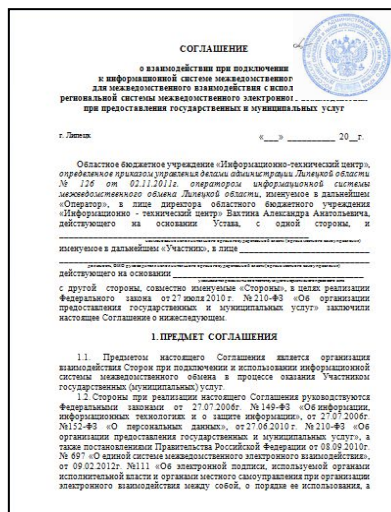 СОГЛАШЕНИЕ
о взаимодействии при подключении
к информационной системе межведомственного
для межведомственного взаимодействия с испол
региональной системы межведомственного электронного
при предоставлении государственных и муниципальных услуг
г. Липецк «___» __________ 20__г.
Областное бюджетное учреждение «Информационно-технический центр»,
определенное приказом управления делами администрации Липецкой области
№ 126 от 02.11.2011г. оператором информационной системы
межведомственного обмена Липецкой области, именуемое в дальнейшем
«Оператор», в лице директора областного бюджетного учреждения
«Информационно - технический центр» Вахтина Александра Анатольевича,
действующего на основании Устава, с одной стороны, и
именуемое в дальнейшем «Участник», в лице
действующего на основании
с другой стороны, совместно именуемые «Стороны», в целях реализации
Федерального закона от 27 июля 2010 г. № 210-ФЗ «Об организации
предоставления государственных и муниципальных услуг» заключили
настоящее Соглашение о нижеследующем.
1. ПРЕДМЕТ СОГЛАШЕНИЯ
1.1. Предметом настоящего Соглашения является организация
взаимодействия Сторон при подключении и использовании информационной
системы межведомственного обмена в процессе оказания Участником
государственных (муниципальных) услуг.
1.2. Стороны при реализации настоящего Соглашения руководствуются
Федеральными законами от 27.07.2006г. №149-ФЗ «Об информации,
информационных технологиях и о защите информации», от 27.07.2006г.
№152-ФЗ «О персональных данных», от 27.06.2010 г. № 210-ФЗ «Об
организации предоставления государственных и муниципальных услуг», а
также постановлениями Правительства Российской Федерации от 08.09.2010г.
№ 697 «О единой системе межведомственного электронного взаимодействия»,
от 09.02.2012г. №111 «Об электронной подписи, используемой органами
исполнительной власти и органами местного самоуправления при организации
электронного взаимодействия между собой, о порядке ее использования, а